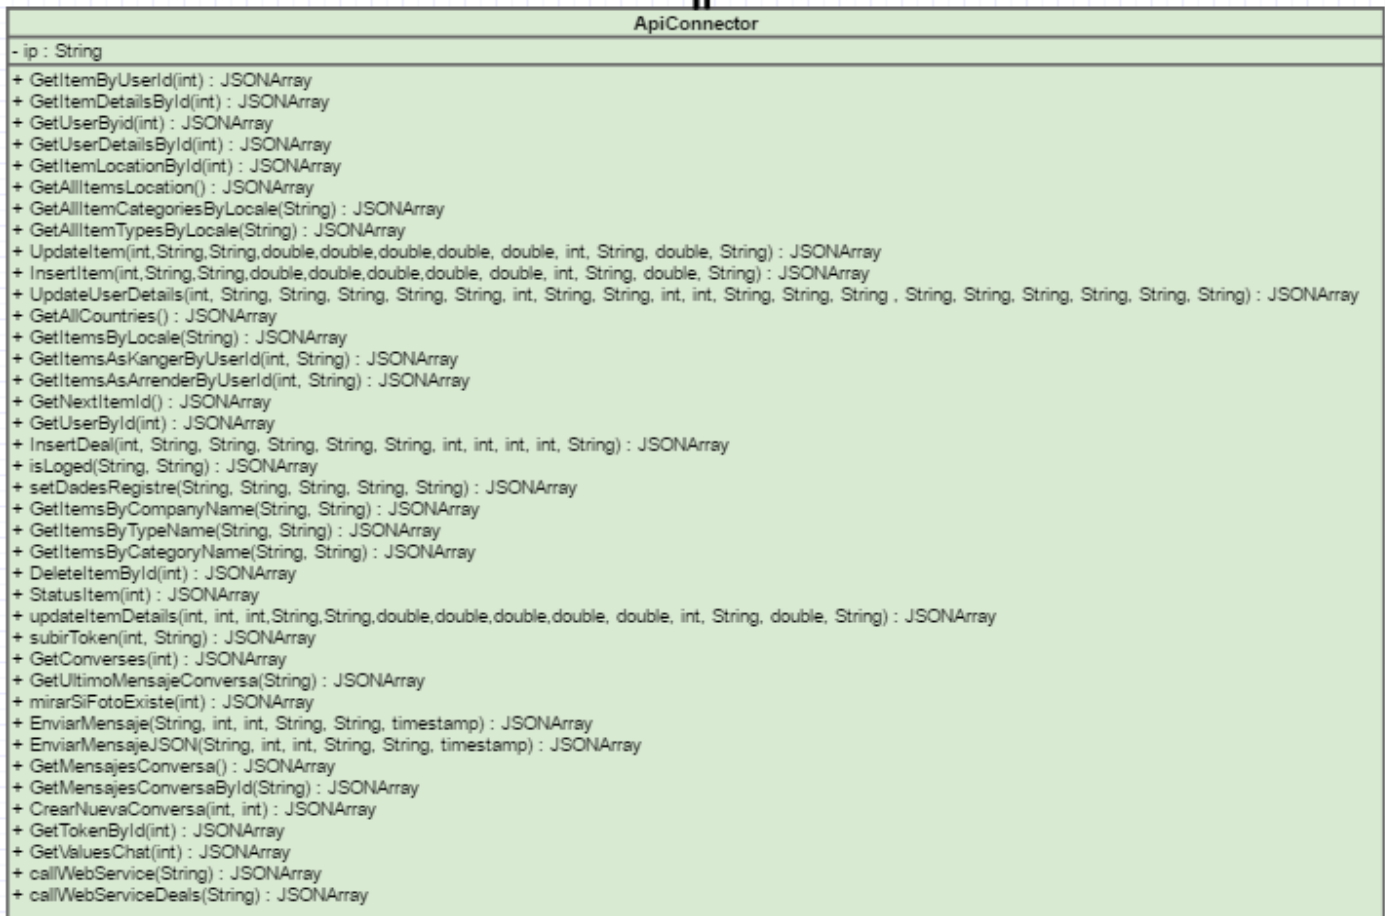 ApiConnector
- ip : String
+ GetItemByUserId(int) : JSONArray
+ GetItemDetailsById(int) : JSONArray
+ GetUserByid(int) : JSONArray
+ GetUserDetailsById(int) : JSONArray
+ GetItemLocationById(int) : JSONArray
+ GetAllItemsLocation() : JSONArray
+ GetAllItemCategoriesByLocale(String) : JSONArray
+ GetAllItemTypesByLocale(String) : JSONArray
+ UpdateItem(int,String,String,double,double,double,double, double, int, String, double, String) : JSONArray
+ InsertItem(int,String,String,double,double,double,double, double, int, String, double, String) : JSONArray
+ UpdateUserDetails(int, String, String, String, String, String, int, String, String, int, int, String, String, String , String, String, String, String, String, String) : JSONArray
+ GetAllCountries() : JSONArray
+ GetItemsByLocale(String) : JSONArray
+ GetItemsAsKangerByUserId(int, String) : JSONArray
+ GetItemsAsArrenderByUserId(int, String) : JSONArray
+ GetNextItemId() : JSONArray
+ GetUserById(int) : JSONArray
+ InsertDeal(int, String, String, String, String, String, int, int, int, int, String) : JSONArray
+ isLoged(String, String) : JSONArray
+ setDadesRegistre(String, String, String, String, String) : JSONArray
+ GetItemsByCompanyName(String, String) : JSONArray
+ GetItemsByTypeName(String, String) : JSONArray
+ GetItemsByCategoryName(String, String) : JSONArray
+ DeleteItemById(int) : JSONArray
+ StatusItem(int) : JSONArray
+ updateItemDetails(int, int, int,String,String,double,double,double,double, double, int, String, double, String) : JSONArray
+ subirToken(int, String) : JSONArray
+ GetConverses(int) : JSONArray
+ GetUltimoMensajeConversa(String) : JSONArray
+ mirarSiFotoExiste(int) : JSONArray
+ EnviarMensaje(String, int, int, String, String, timestamp) : JSONArray
+ EnviarMensajeJSON(String, int, int, String, String, timestamp) : JSONArray
+ GetMensajesConversa() : JSONArray
+ GetMensajesConversaById(String) : JSONArray
+ CrearNuevaConversa(int, int) : JSONArray
+ GetTokenById(int) : JSONArray
+ GetValuesChat(int) : JSONArray
+ callWebService(String) : JSONArray
+ callWebServiceDeals(String) : JSONArray